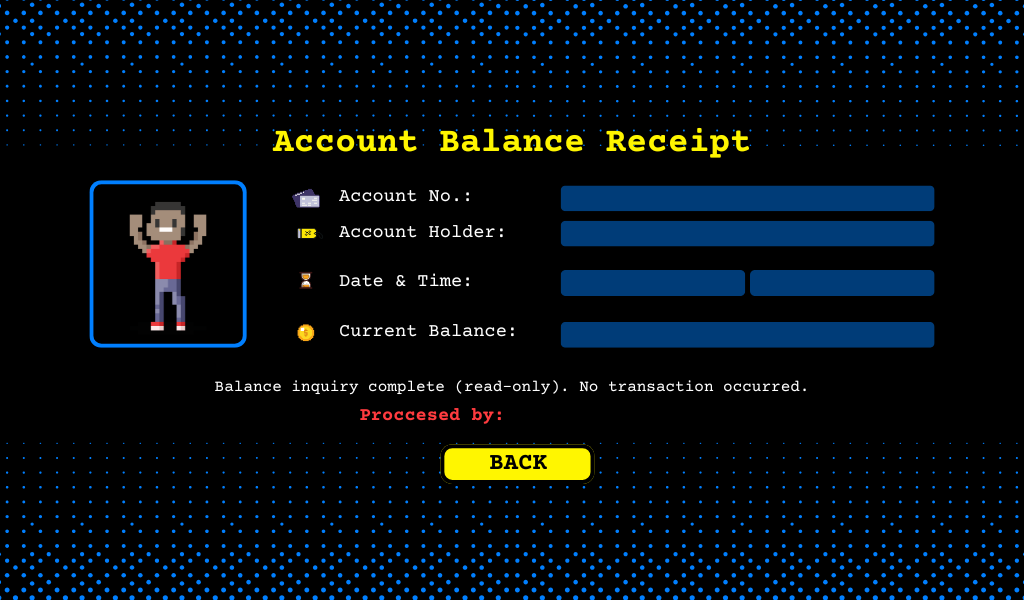 Account Balance Receipt
Account No.:
Account Holder:
Date & Time:
Current Balance:
Balance inquiry complete (read-only). No transaction occurred.
Proccesed by:
BACK